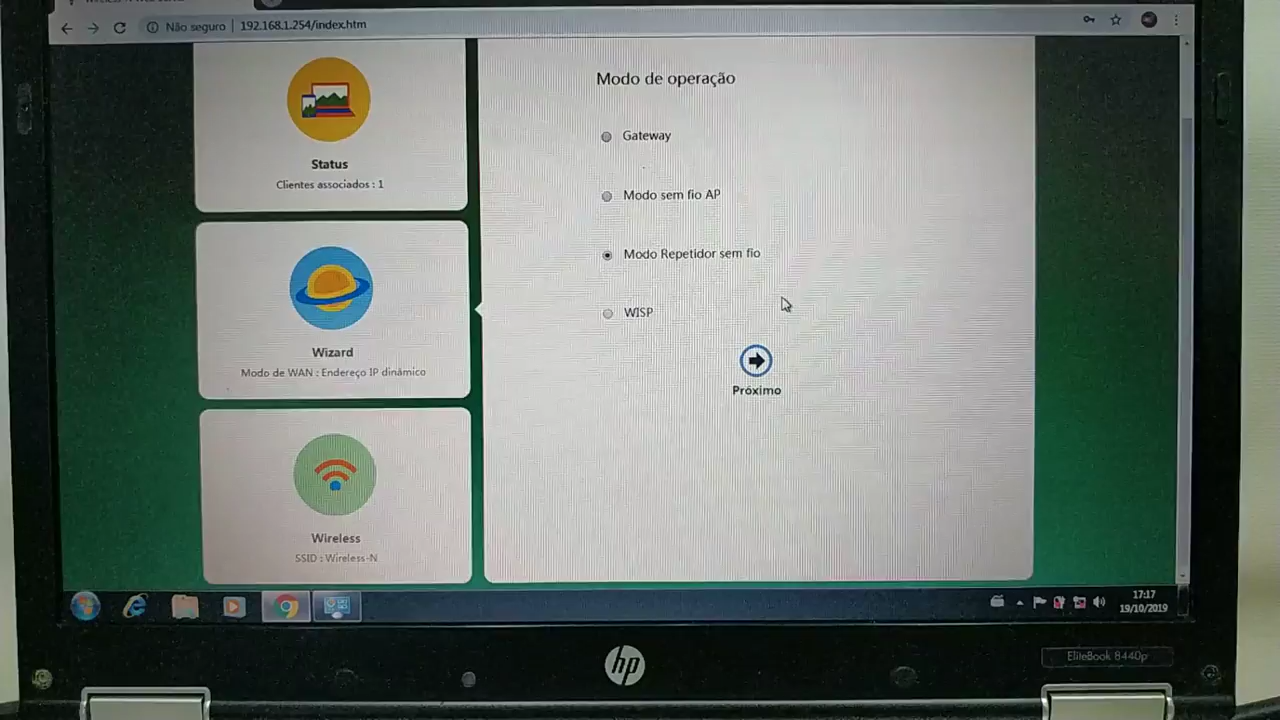 Não seguro
192.168.1.254/index.htm
Status
Clientes associados : 1
Wizard
Modo de WAN : Endereço IP dinâmico
Wireless
SSID : Wireless-N
Modo de operação
Gateway
Modo sem fio AP
Modo Repetidor sem fio
WISP
Próximo
17:17
19/10/2019
hp
EliteBook 8440p